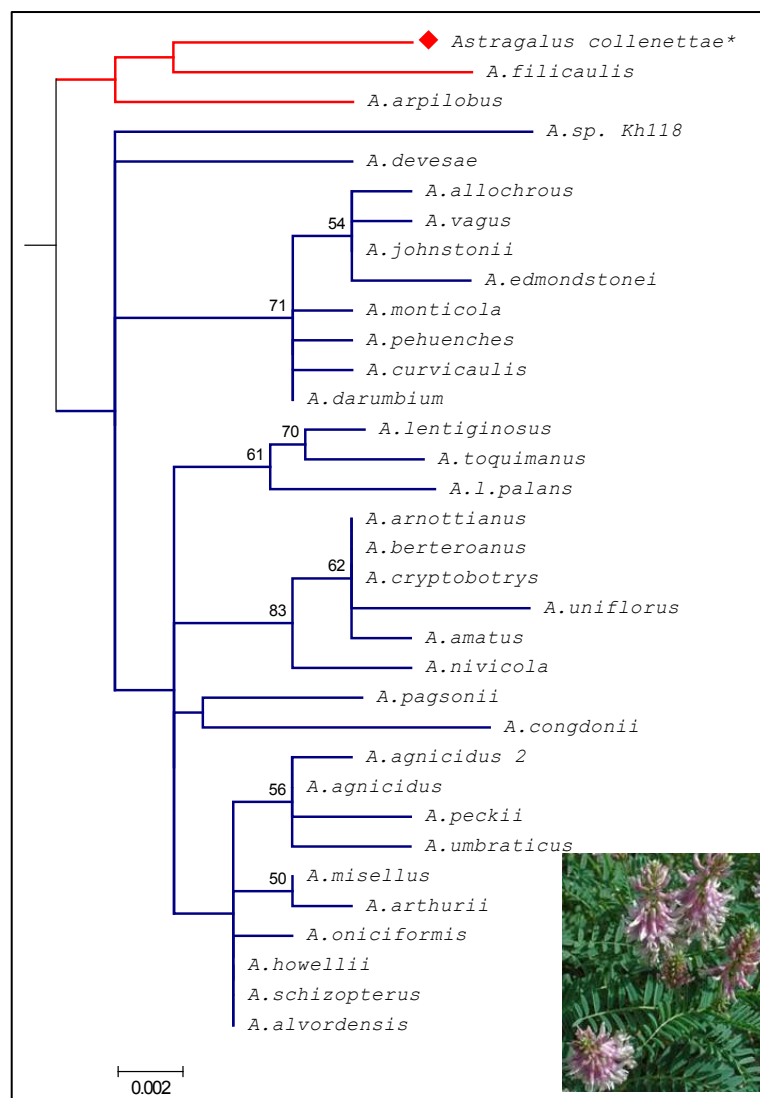 Astragalus collenettae*
A.filicaulis
A.arpilobus
A.sp. Kh118
A.devesae
A.allochrous
54
A.vagus
A.johnstonii
A.edmondstonei
71
A.monticola
A.pehuenches
A.curvicaulis
A.darumbium
70
A.lentiginosus
61
A.toquimanus
A.l.palans
A.arnottianus
A.berteroanus
62
A.cryptobotrys
83
A.uniflorus
A.amatus
A.nivicola
A.pagsonii
A.congdonii
A.agnicidus 2
56
A.agnicidus
A.peckii
A.umbraticus
50
A.misellus
A.arthurii
A.oniciformis
A.howellii
A.schizopterus
A.alvordensis
0.002